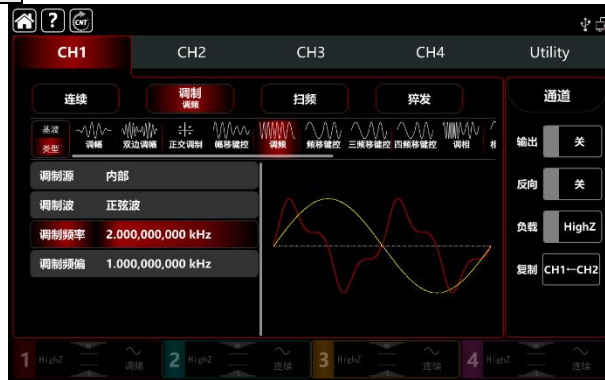 ? CNT
CH1 CH2 CH3 CH4 Utility
连续 调制 扫频 猝发 通道
调频
基波
类型 调幅 双边调幅 正交调制 幅移键控 调频 频移键控 三频移键控 四频移键控 调相
输出 关
调制源 内部
反向 关
调制波 正弦波
调制频率 2.000,000,000 kHz
负载 HighZ
调制频偏 1.000,000,000 kHz
复制 CH1←CH2
1 HighZ 调频 2 HighZ 连续 3 HighZ 连续 4 HighZ 连续